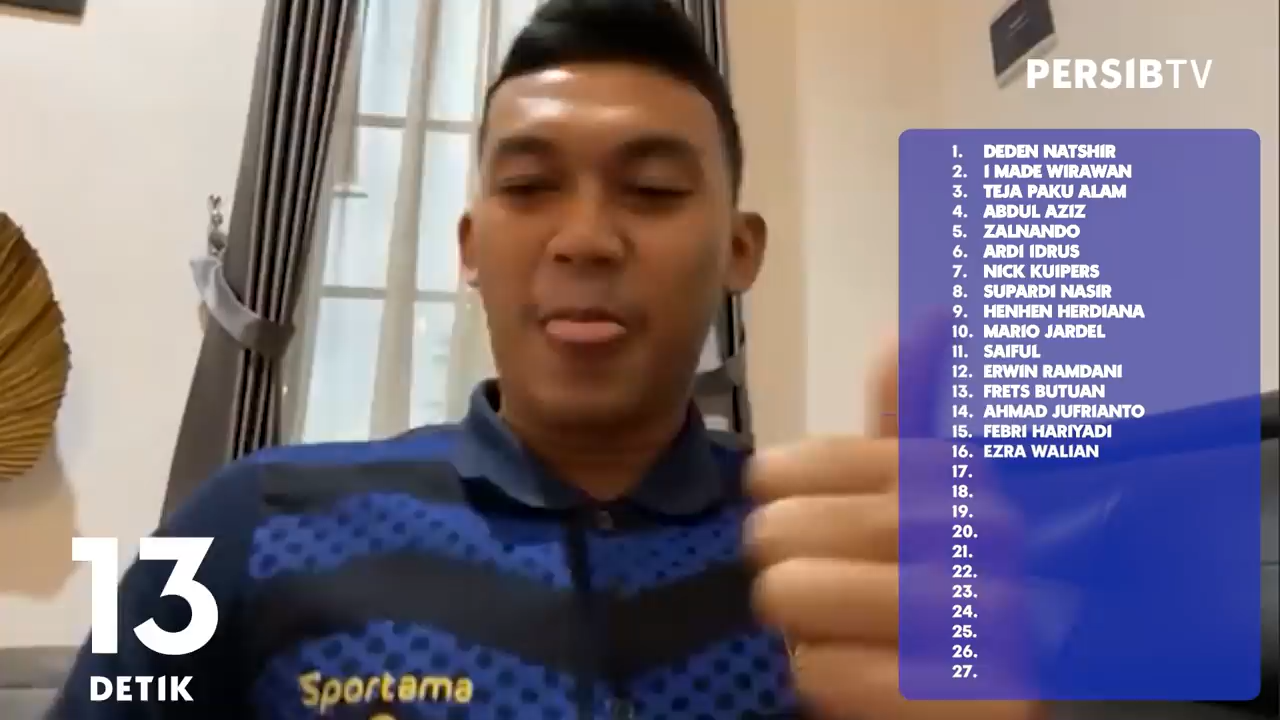 PERSIBTV
1. DEDEN NATSHIR
2. I MADE WIRAWAN
3. TEJA PAKU ALAM
4. ABDUL AZIZ
5. ZALNANDO
6. ARDI IDRUS
7. NICK KUIPERS
8. SUPARDI NASIR
9. HENHEN HERDIANA
10. MARIO JARDEL
11. SAIFUL
12. ERWIN RAMDANI
13. FRETS BUTUAN
14. AHMAD JUFRIANTO
15. FEBRI HARIYADI
16. EZRA WALIAN
17.
18.
19.
20.
21.
22.
23.
24.
25.
26.
27.
13
DETIK
Sportama